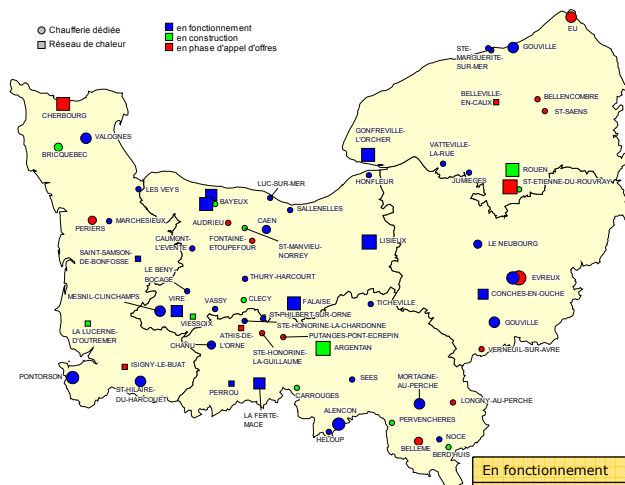 Chaufferie dédiée
Réseau de chaleur
en fonctionnement
en construction
en phase d'appel d'offres
EU
STE-
MARGUERITE-
SUR-MER
GOUVILLE
BELLEVILLE-
EN-CAUX
BELLENCOMBRE
ST-SAENS
CHERBOURG
VALOGNES
BRICQUEBEC
GONFREVILLE-
L'ORCHER
VATTEVILLE-
LA-RUE
JUMIEGES
ROUEN
ST-ETIENNE-DU-ROUVRAY
HONFLEUR
LES VEYS
BAYEUX
LUC-SUR-MER
SALLENELLES
PERIERS
MARCHESIEUX
AUDRIEU
CAEN
CAUMONT-
L'EVENTE
FONTAINE-
ETOUPEFOUR
ST-MANVIEU-
NORREY
LISIEUX
LE NEUBOURG
SAINT-SAMSON-
DE-BONFOSSE
LE BENY-
BOCAGE
THURY-HARCOURT
EVREUX
CONCHES-EN-OUCHE
MESNIL-CLINCHAMPS
VIRE
VASSY
CLECY
FALAISE
TICHEVILLE
GOUVILLE
LA LUCERNE-
D'OUTREMER
VIESSOIX
ST-PHILBERT-SUR-ORNE
STE-HONORINE-LA-CHARDONNE
ATHIS-DE-
L'ORNE
PUTANGES-PONT-ECREPIN
CHANU
STE-HONORINE-
LA-GUILLAUME
ARGENTAN
VERNEUIL-SUR-AVRE
ISIGNY-LE-BUAT
PONTORSON
ST-HILAIRE-
DU-HARCOUËT
PERROU
LA FERTE-
MACE
CARROUGES
SEES
MORTAGNE-
AU-PERCHE
LONGNY-AU-PERCHE
ALENCON
HELOUP
PERVENCHERES
BELLEME
NOCE
BERD'HUIS
En fonctionnement